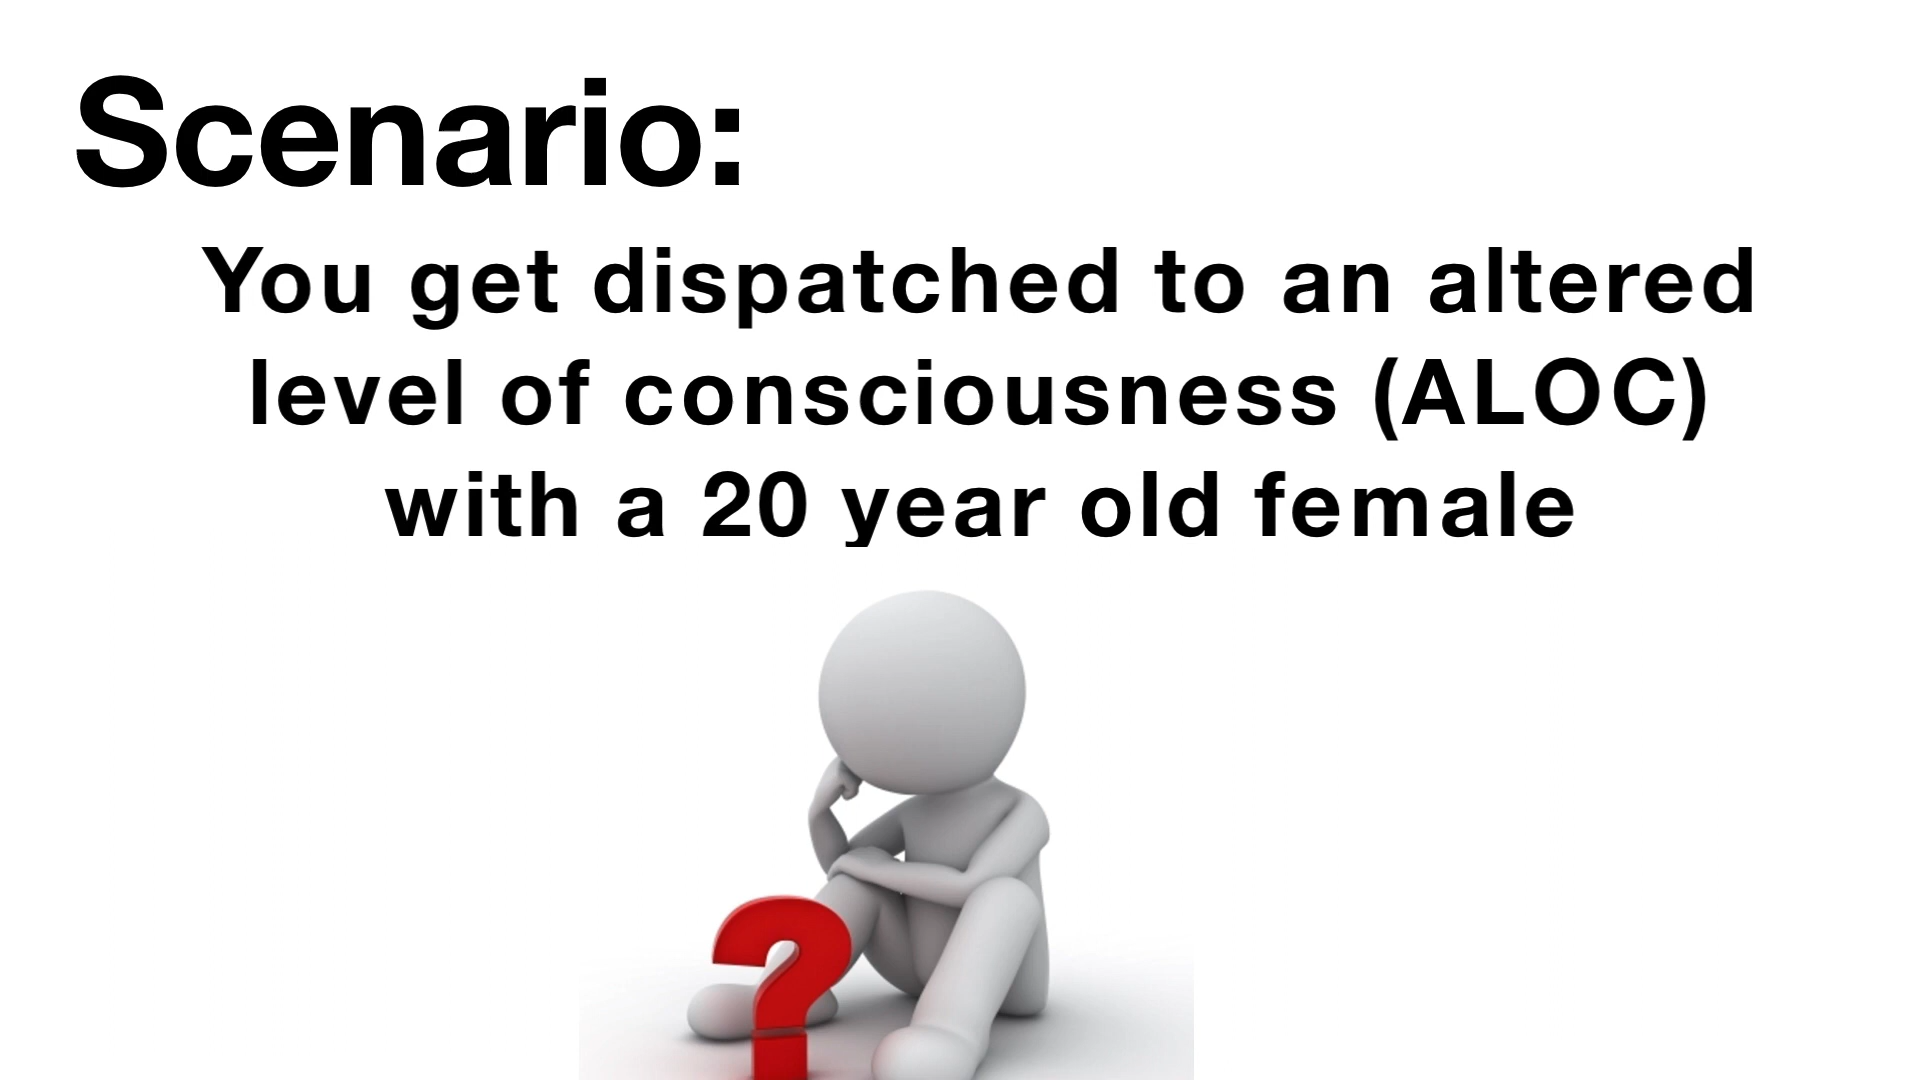 Scenario:
You get dispatched to an altered
level of consciousness (ALOC)
with a 20 year old female
?